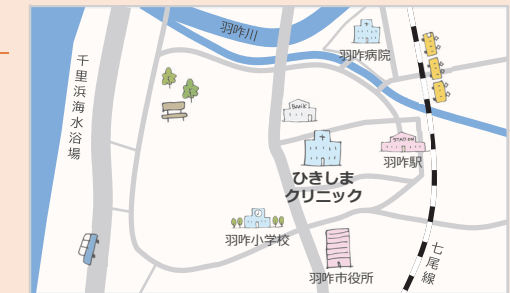 羽咋川
羽咋病院
千里浜海水浴場
BANK
STATION
羽咋駅
ひきしま
クリニック
羽咋小学校
七尾線
羽咋市役所